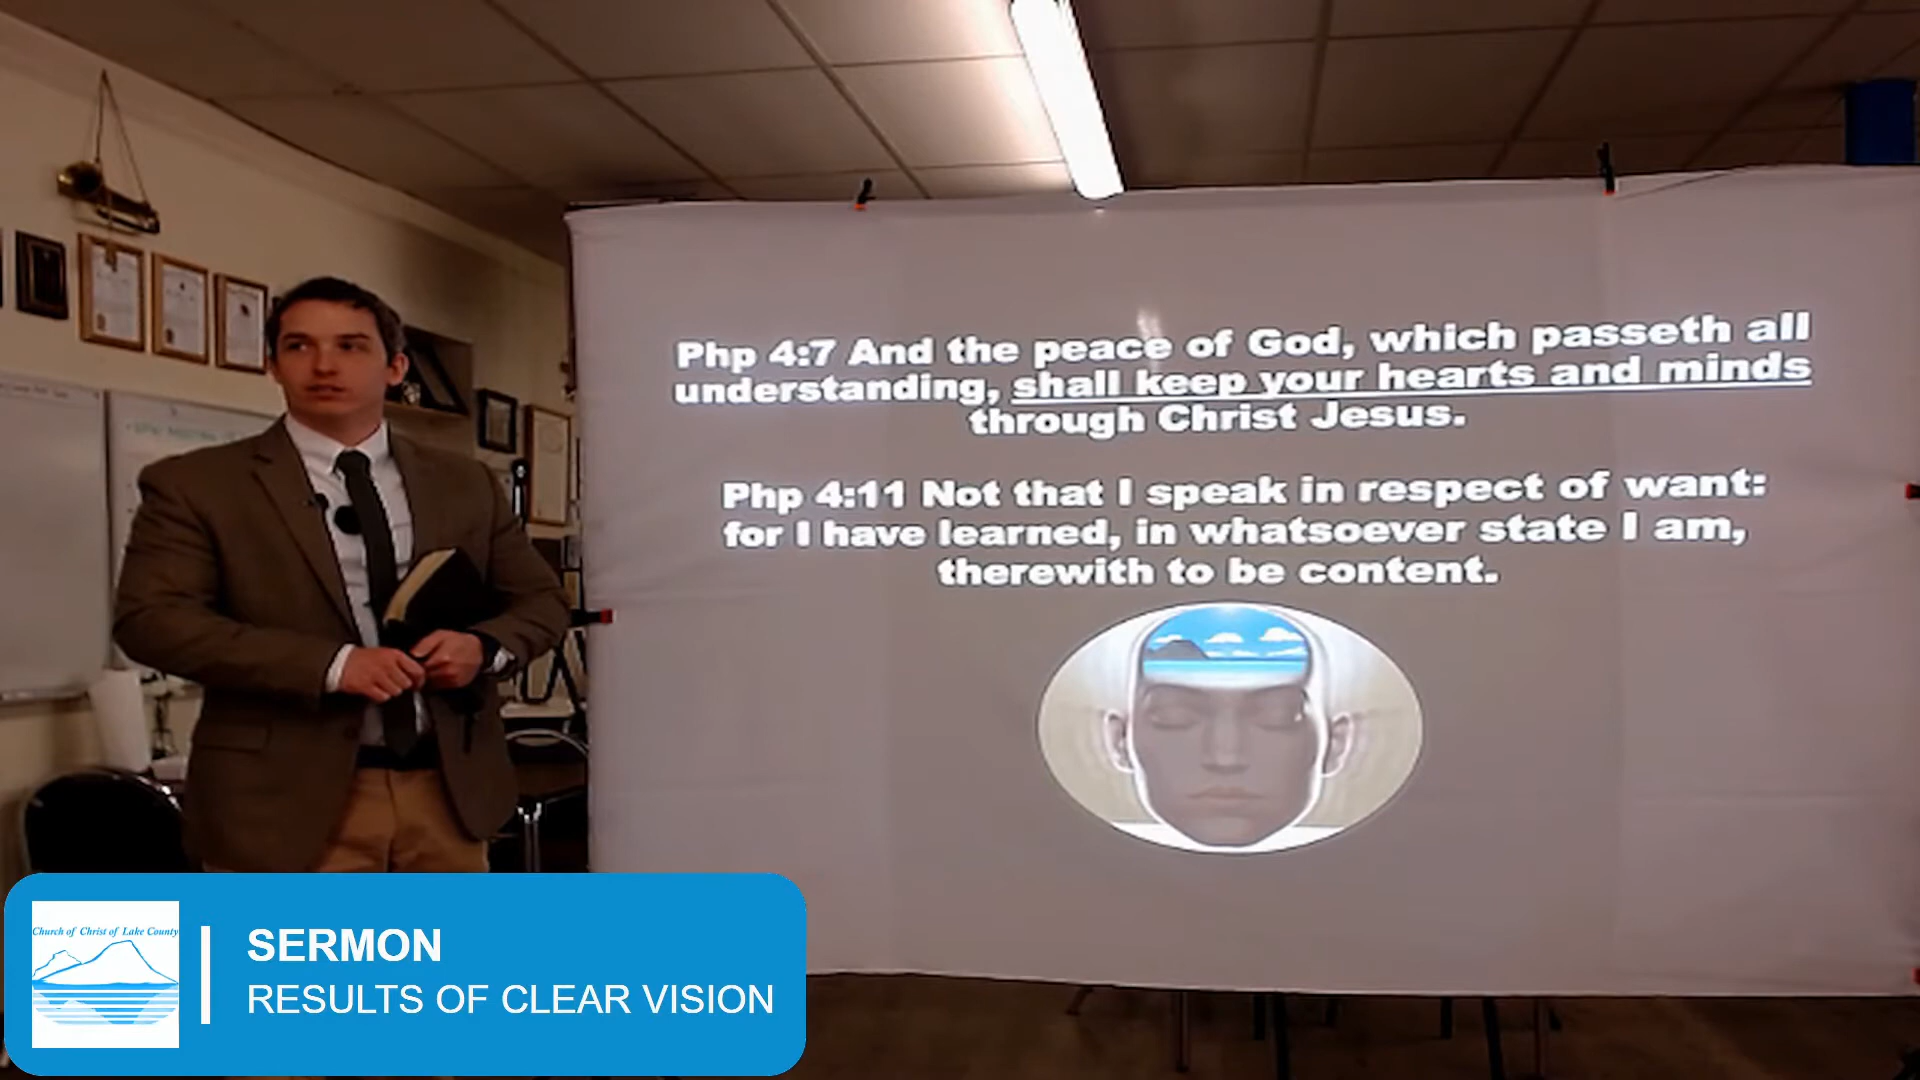 Php 4:7 And the peace of God, which passeth all
understanding, shall keep your hearts and minds
through Christ Jesus.
Php 4:11 Not that I speak in respect of want:
for I have learned, in whatsoever state I am,
therewith to be content.
Church of Christ of Lake County
SERMON
RESULTS OF CLEAR VISION